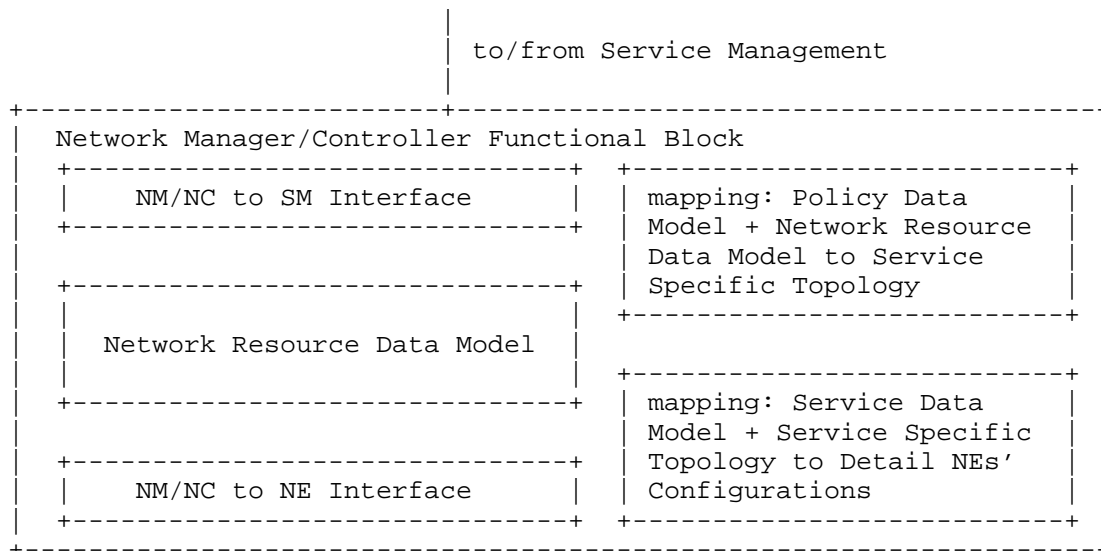 to/from Service Management
Network Manager/Controller Functional Block
NM/NC to SM Interface
mapping: Policy Data
Model + Network Resource
Data Model to Service
Specific Topology
Network Resource Data Model
mapping: Service Data
Model + Service Specific
Topology to Detail NEs'
Configurations
NM/NC to NE Interface